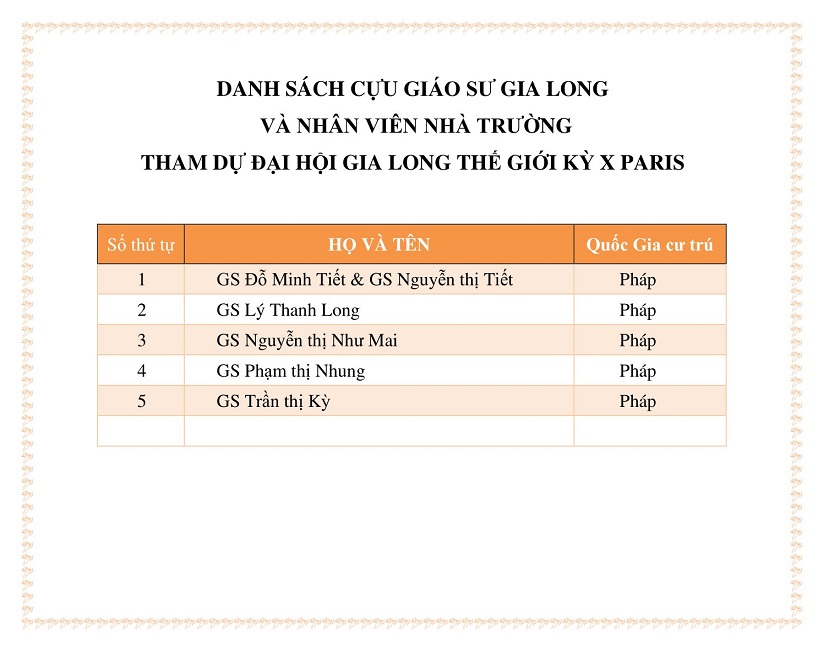 DANH SÁCH CỰU GIÁO SƯ GIA LONG
VÀ NHÂN VIÊN NHÀ TRƯỜNG
THAM DỰ ĐẠI HỘI GIA LONG THẾ GIỚI KỲ X PARIS
Số thứ tự HỌ VÀ TÊN Quốc Gia cư trú
1 GS Đỗ Minh Tiết & GS Nguyễn thị Tiết Pháp
2 GS Lý Thanh Long Pháp
3 GS Nguyễn thị Như Mai Pháp
4 GS Phạm thị Nhung Pháp
5 GS Trần thị Kỳ Pháp